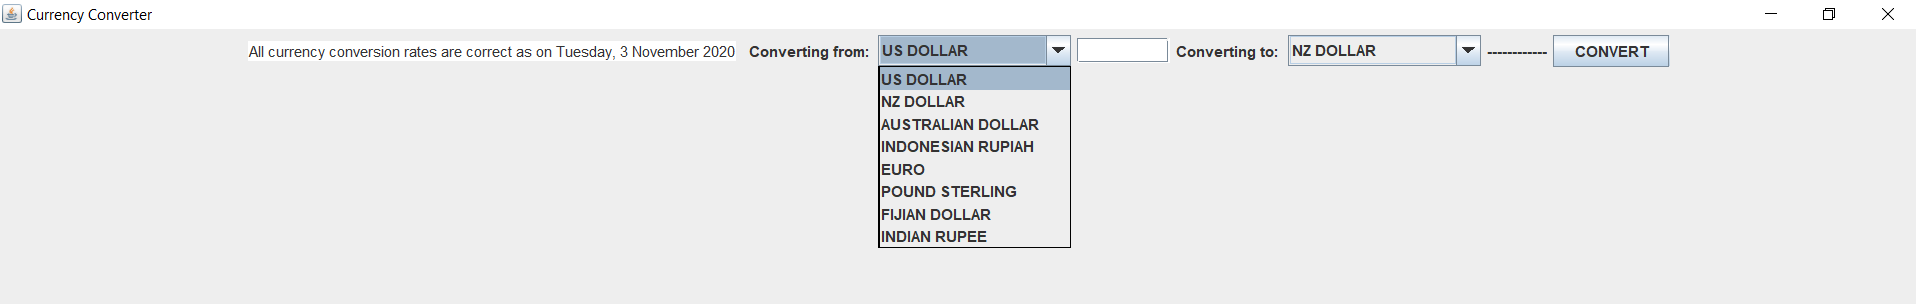 Currency Converter
All currency conversion rates are correct as on Tuesday, 3 November 2020 Converting from: US DOLLAR Converting to: NZ DOLLAR ------------ CONVERT
US DOLLAR
NZ DOLLAR
AUSTRALIAN DOLLAR
INDONESIAN RUPIAH
EURO
POUND STERLING
FIJIAN DOLLAR
INDIAN RUPEE